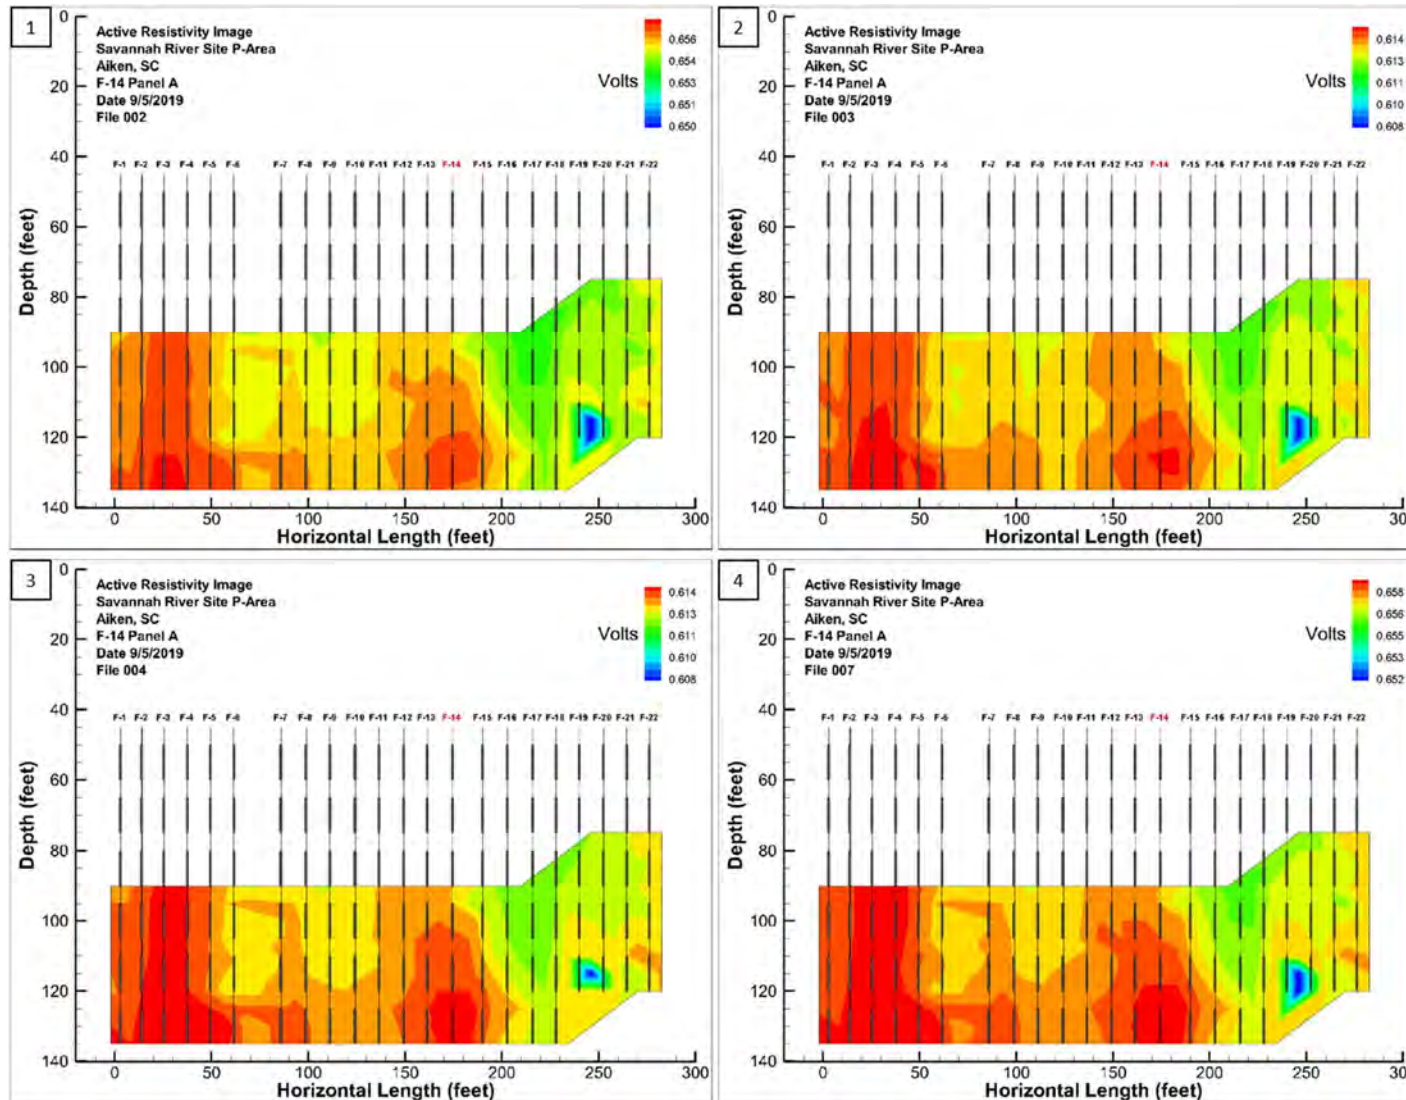 1
Active Resistivity Image
Savannah River Site P-Area
Aiken, SC
F-14 Panel A
Date 9/5/2019
File 002
Volts
0.656
0.654
0.653
0.651
0.650
F-1 F-2 F-3 F-4 F-5 F-6 F-7 F-8 F-9 F-10 F-11 F-12 F-13 F-14 F-15 F-16 F-17 F-18 F-19 F-20 F-21 F-22
Depth (feet)
0
20
40
60
80
100
120
140
0 50 100 150 200 250 300
Horizontal Length (feet)
2
Active Resistivity Image
Savannah River Site P-Area
Aiken, SC
F-14 Panel A
Date 9/5/2019
File 003
Volts
0.614
0.613
0.611
0.610
0.608
F-1 F-2 F-3 F-4 F-5 F-6 F-7 F-8 F-9 F-10 F-11 F-12 F-13 F-14 F-15 F-16 F-17 F-18 F-19 F-20 F-21 F-22
Depth (feet)
0
20
40
60
80
100
120
140
0 50 100 150 200 250 300
Horizontal Length (feet)
3
Active Resistivity Image
Savannah River Site P-Area
Aiken, SC
F-14 Panel A
Date 9/5/2019
File 004
Volts
0.614
0.613
0.611
0.610
0.608
F-1 F-2 F-3 F-4 F-5 F-6 F-7 F-8 F-9 F-10 F-11 F-12 F-13 F-14 F-15 F-16 F-17 F-18 F-19 F-20 F-21 F-22
Depth (feet)
0
20
40
60
80
100
120
140
0 50 100 150 200 250 300
Horizontal Length (feet)
4
Active Resistivity Image
Savannah River Site P-Area
Aiken, SC
F-14 Panel A
Date 9/5/2019
File 007
Volts
0.658
0.656
0.655
0.653
0.652
F-1 F-2 F-3 F-4 F-5 F-6 F-7 F-8 F-9 F-10 F-11 F-12 F-13 F-14 F-15 F-16 F-17 F-18 F-19 F-20 F-21 F-22
Depth (feet)
0
20
40
60
80
100
120
140
0 50 100 150 200 250 300
Horizontal Length (feet)